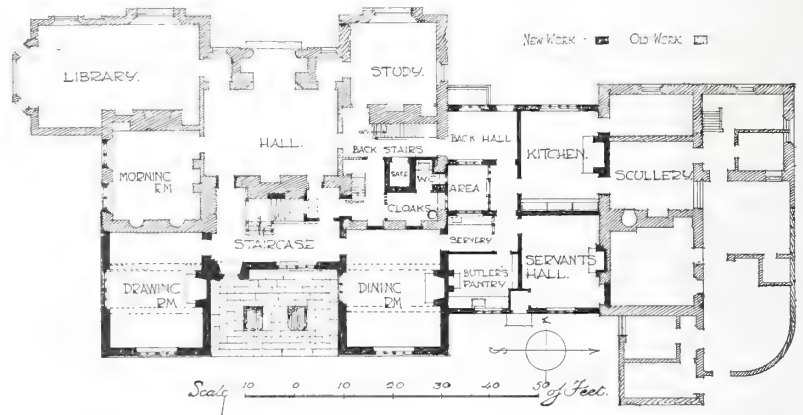 NEW WORK - OLD WORK
LIBRARY.
STUDY.
HALL.
BACK STAIRS
BACK HALL
KITCHEN.
SCULLERY.
MORNING
RM
SAFE
W.C.
AREA
DOWN
CLOAKS
STAIRCASE
SERVERY
SERVANTS
HALL.
BUTLER'S
PANTRY
DRAWING
RM
DINING
RM
Scale 10 0 10 20 30 40 50 of Feet.